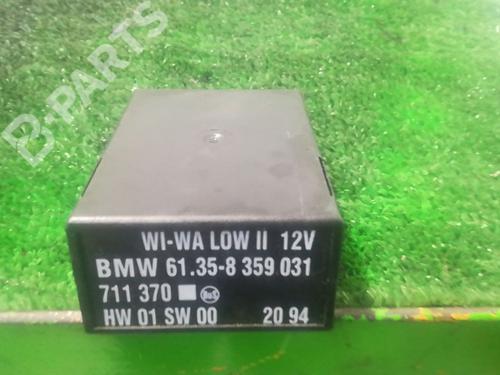 B-PARTS
WI-WA LOW II 12V
BMW 61.35-8 359 031
711 370
HW 01 SW 00 20 94